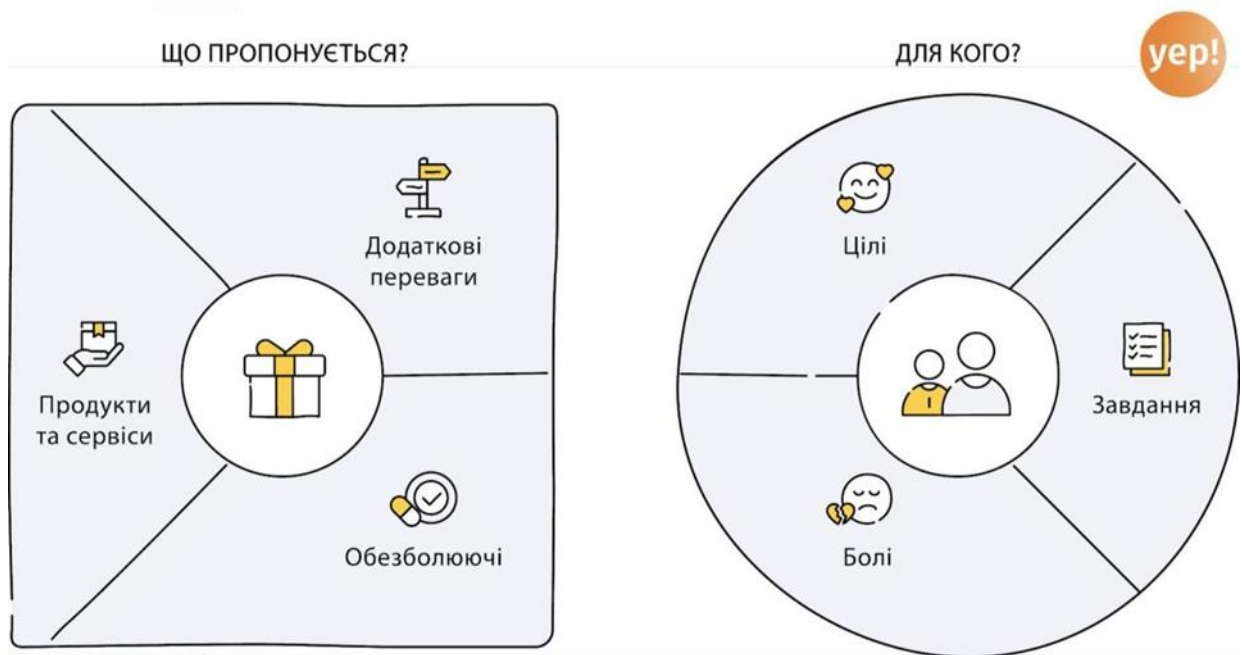 ЩО ПРОПОНУЄТЬСЯ?
ДЛЯ КОГО?
yep!
Додаткові
переваги
Продукти
та сервіси
Обезболюючі
Цілі
Завдання
Болі